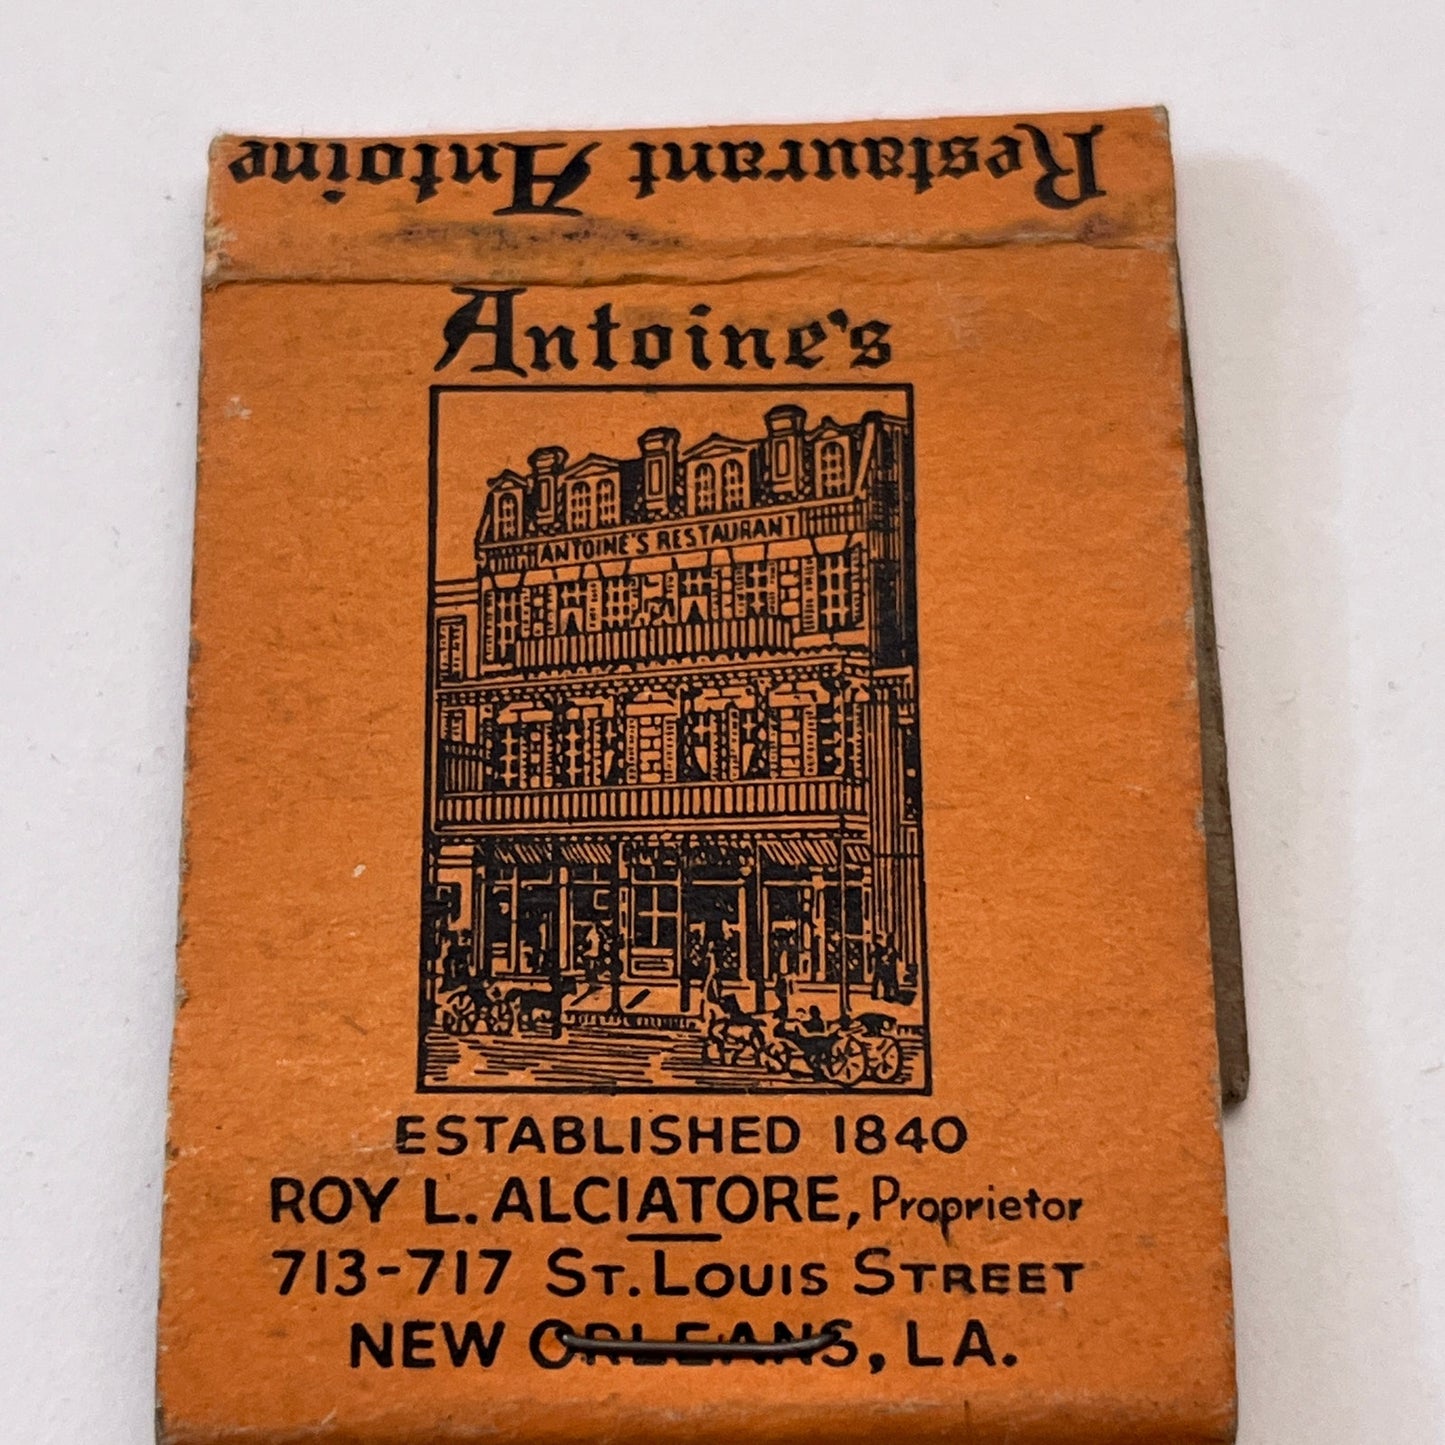 Restaurant Antoine
Antoine's
ANTOINE'S RESTAURANT
ESTABLISHED 1840
ROY L. ALCIATORE, Proprietor
713-717 ST. LOUIS STREET
NEW ORLEANS, LA.